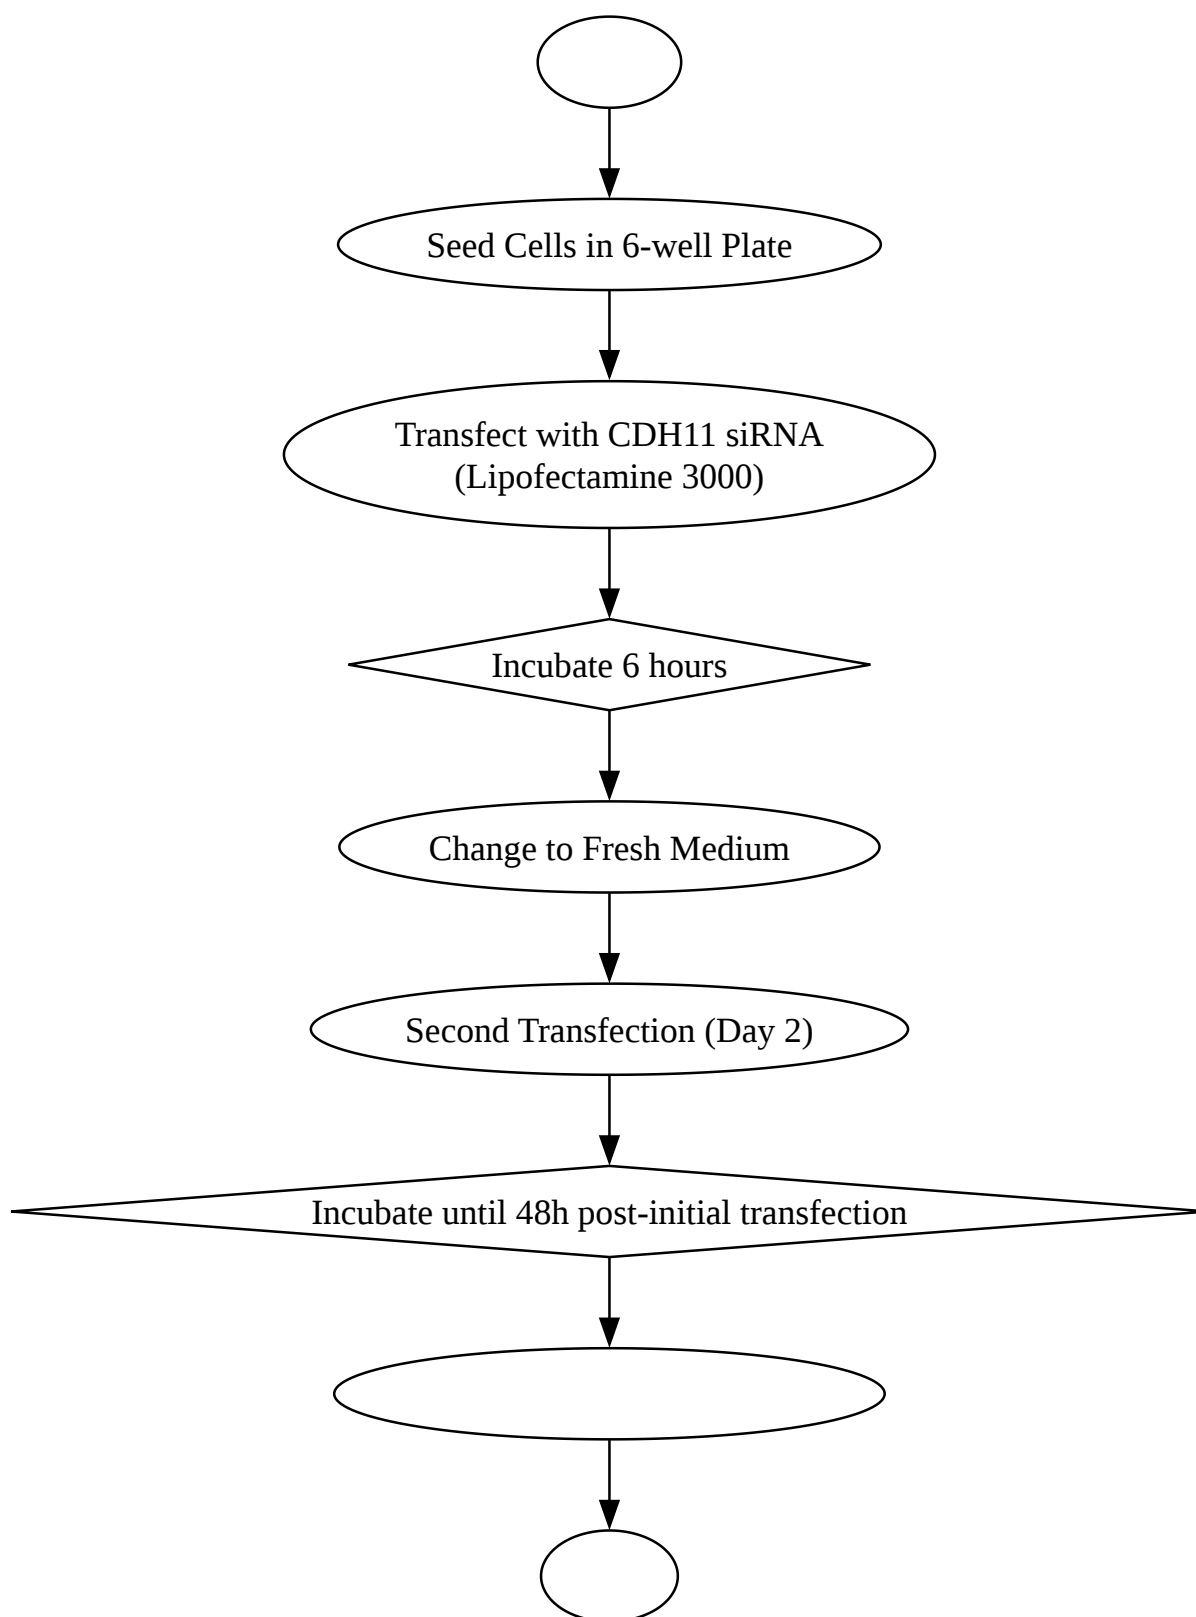 Seed Cells in 6-well Plate
Transfect with CDH11 siRNA
(Lipofectamine 3000)
Incubate 6 hours
Change to Fresh Medium
Second Transfection (Day 2)
Incubate until 48h post-initial transfection